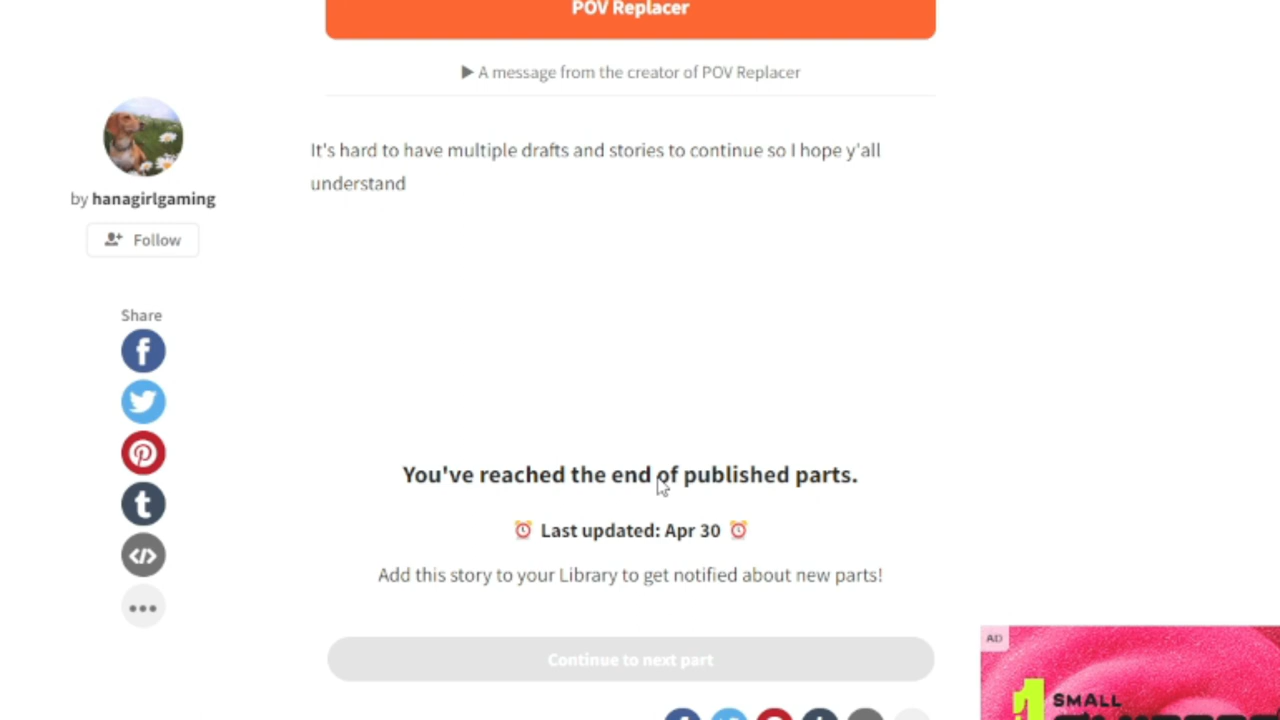 POV Replacer
▶ A message from the creator of POV Replacer
It's hard to have multiple drafts and stories to continue so I hope y'all
understand
by hanagirlgaming
Follow
Share
You've reached the end of published parts.
⏰ Last updated: Apr 30 ⏰
Add this story to your Library to get notified about new parts!
Continue to next part
AD
1 SMALL